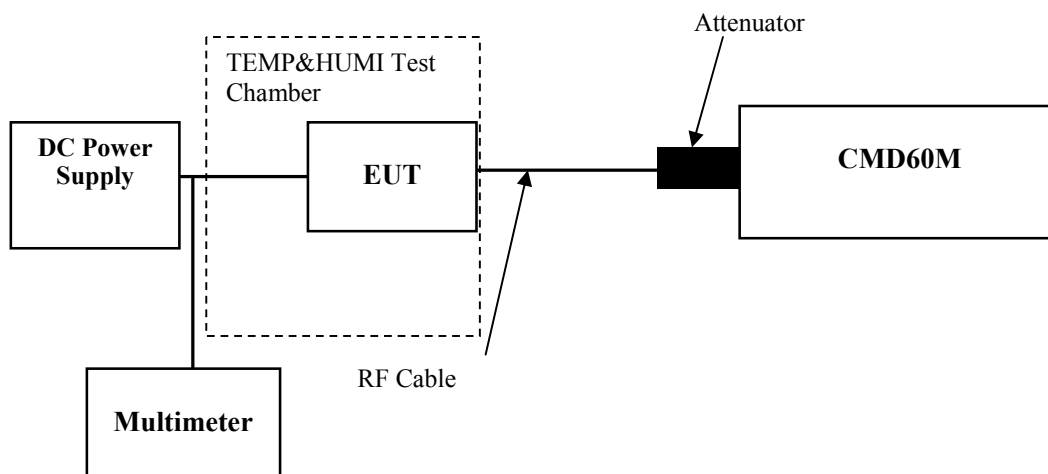 Attenuator
TEMP&HUMI Test
Chamber
DC Power
Supply
EUT
CMD60M
RF Cable
Multimeter